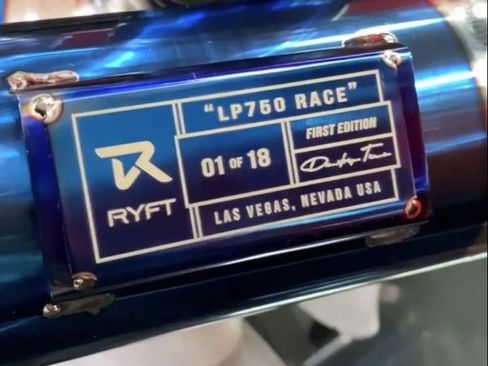 "LP750 RACE"
01 OF 18
FIRST EDITION
RYFT
LAS VEGAS, NEVADA USA